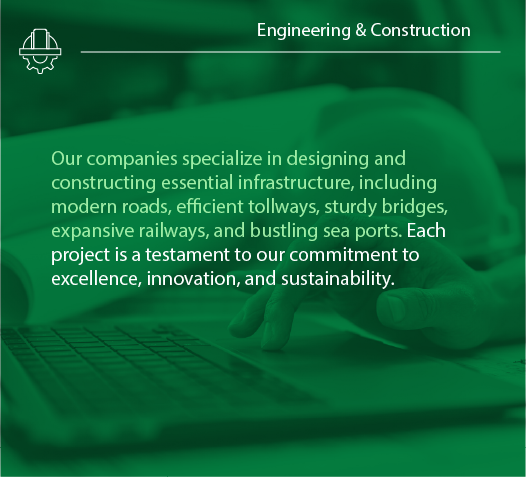 Engineering & Construction
Our companies specialize in designing and
constructing essential infrastructure, including
modern roads, efficient tollways, sturdy bridges,
expansive railways, and bustling sea ports. Each
project is a testament to our commitment to
excellence, innovation, and sustainability.